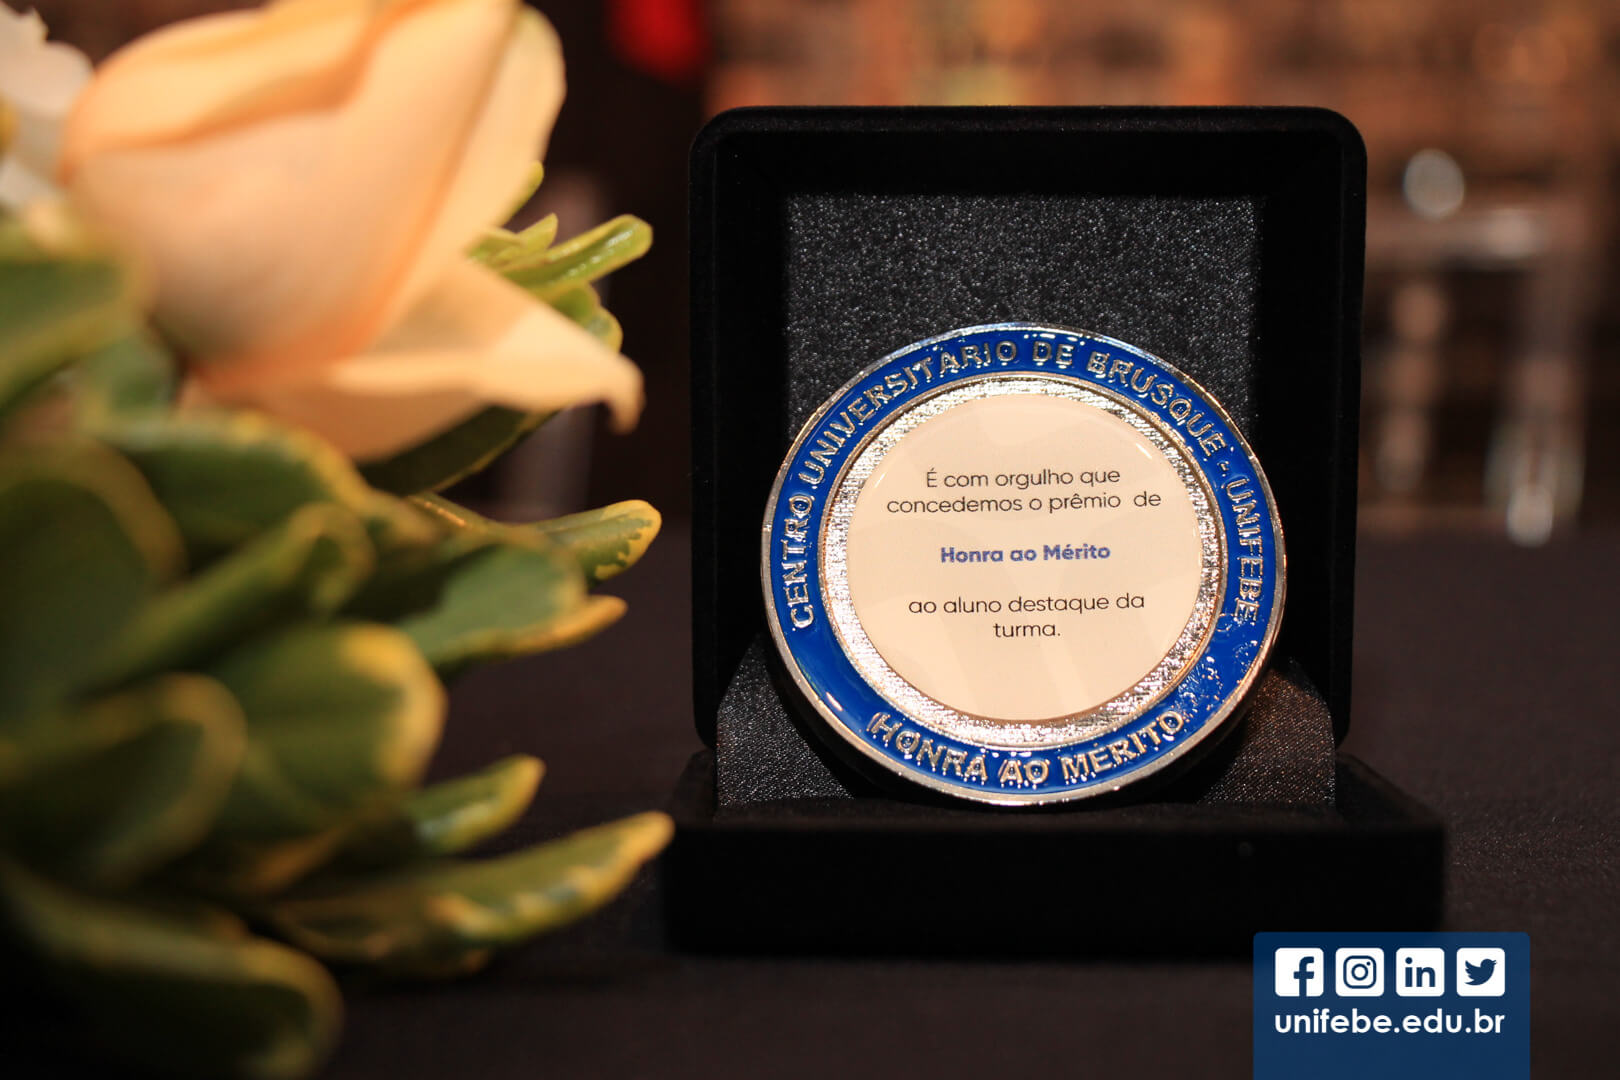 CENTRO UNIVERSITÁRIO DE BRUSQUE - UNIFEBE
É com orgulho que
concedemos o prêmio de
Honra ao Mérito
ao aluno destaque da
turma.
HONRA AO MÉRITO
unifebe.edu.br